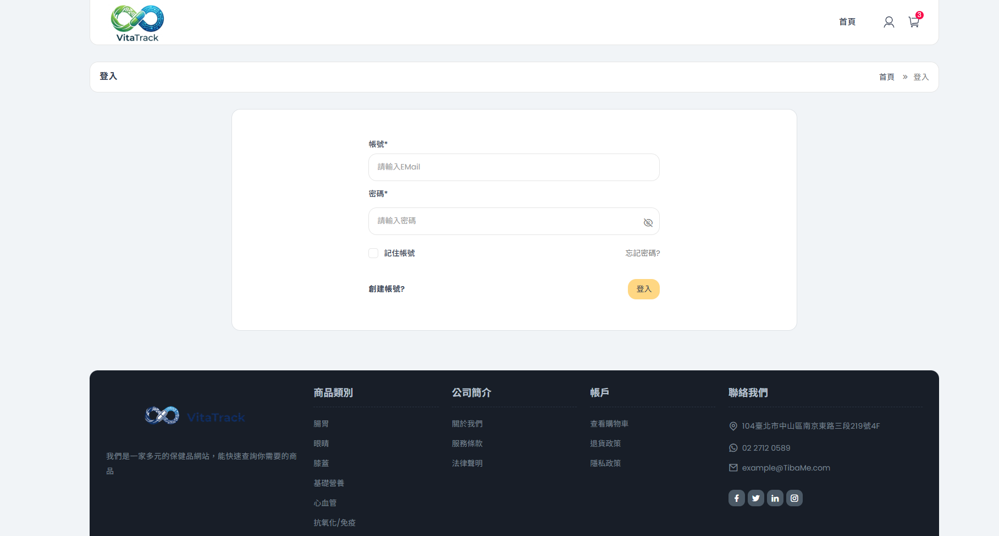 VitaTrack
首頁
3
登入
首頁 » 登入
帳號*
請輸入EMail
密碼*
請輸入密碼
記住帳號
忘記密碼?
創建帳號?
登入
VitaTrack
我們是一家多元的保健品網站，能快速查詢你需要的商
品
商品類別
腸胃
眼睛
膝蓋
基礎營養
心血管
抗氧化/免疫
公司簡介
關於我們
服務條款
法律聲明
帳戶
查看購物車
退貨政策
隱私政策
聯絡我們
104臺北市中山區南京東路三段219號4F
02 2712 0589
example@TibaMe.com